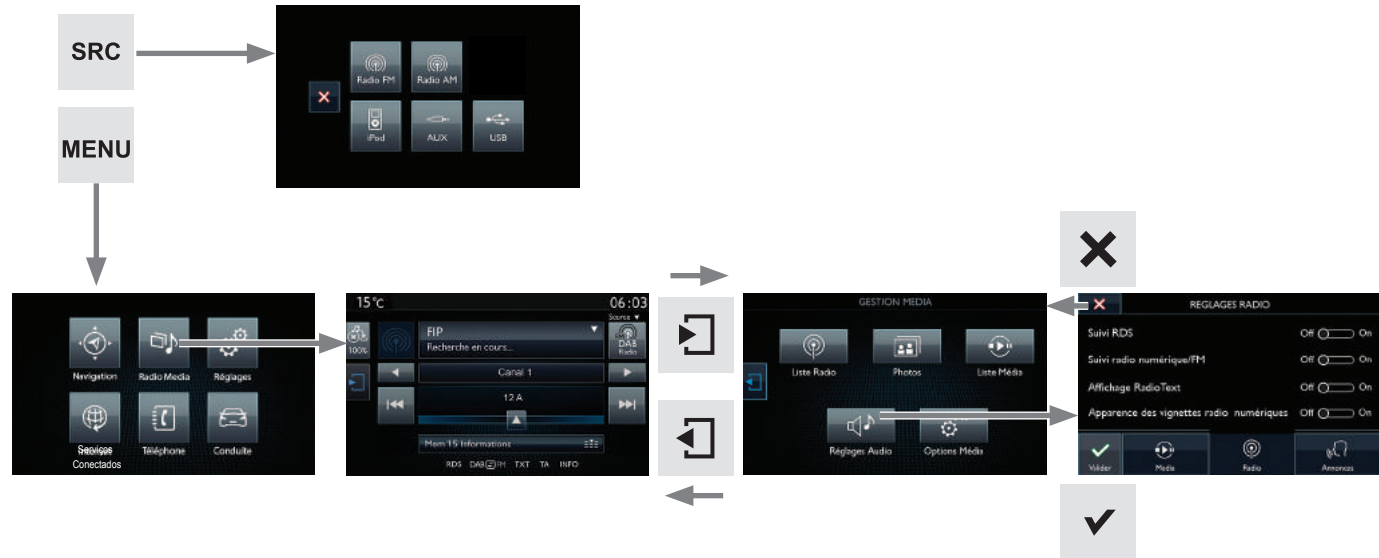 SRC
Radio FM
Radio AM
iPod
AUX
USB
MENU
Navigation
Radio Media
Réglages
Conectados
Téléphone
Conduite
15°C
06:03
Source
100%
FIP
Recherche en cours...
DAB
Radio
Canal 1
12 A
Mem 15 Informations
RDS DAB FM TXT TA INFO
GESTION MEDIA
Liste Radio
Photos
Liste Média
Réglages Audio
Options Média
REGLAGES RADIO
Suivi RDS
Off On
Suivi radio numérique/FM
Off On
Affichage RadioText
Off On
Apparence des vignettes radio numériques
Off On
Valider
Media
Radio
Annonces